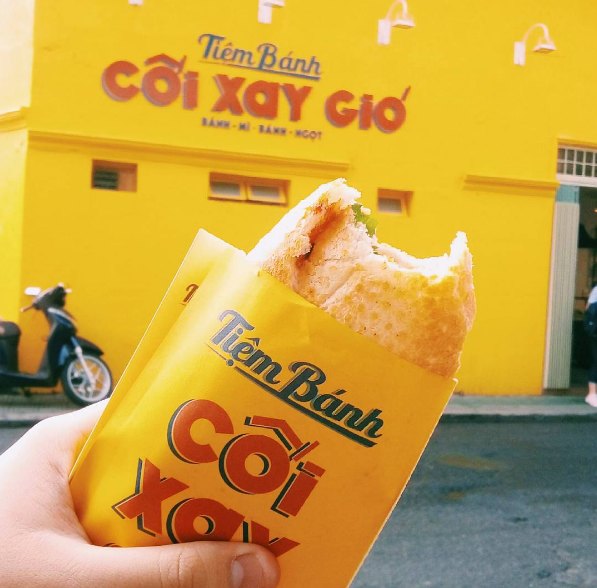 Tiệm Bánh
CỐI XAY GIÓ
BÁNH - MÌ - BÁNH - NGỌT
Tiệm Bánh
CỐI
XAY